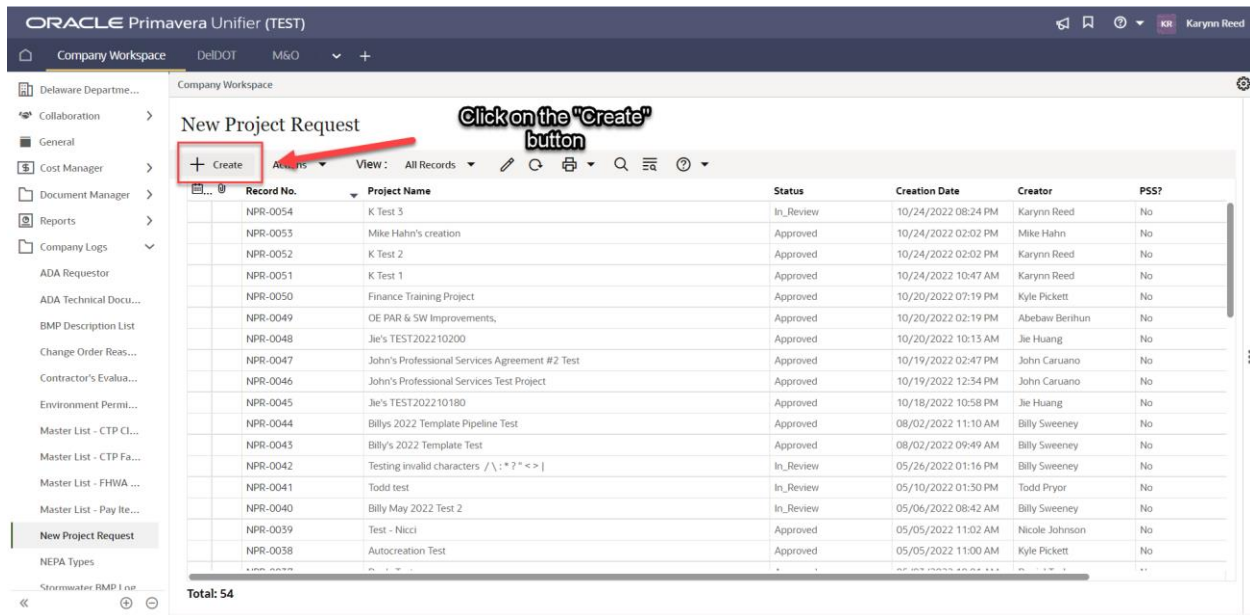 ORACLE Primavera Unifier (TEST)
KR Karynn Reed
Company Workspace DelDOT M&O
Delaware Departme...
Collaboration
General
Cost Manager
Document Manager
Reports
Company Logs
ADA Requestor
ADA Technical Docu...
BMP Description List
Change Order Reas...
Contractor's Evalua...
Environment Permi...
Master List - CTP Cl...
Master List - CTP Fa...
Master List - FHWA ...
Master List - Pay Ite...
New Project Request
NEPA Types
Stormwater BMP Log
Company Workspace
New Project Request
Click on the "Create"
button
+ Create Actions View : All Records
Record No. Project Name Status Creation Date Creator PSS?
NPR-0054 K Test 3 In_Review 10/24/2022 08:24 PM Karynn Reed No
NPR-0053 Mike Hahn's creation Approved 10/24/2022 02:02 PM Mike Hahn No
NPR-0052 K Test 2 Approved 10/24/2022 02:02 PM Karynn Reed No
NPR-0051 K Test 1 Approved 10/24/2022 10:47 AM Karynn Reed No
NPR-0050 Finance Training Project Approved 10/20/2022 07:19 PM Kyle Pickett No
NPR-0049 OE PAR & SW Improvements, Approved 10/20/2022 02:19 PM Abebaw Berihun No
NPR-0048 Jie's TEST202210200 Approved 10/20/2022 10:13 AM Jie Huang No
NPR-0047 John's Professional Services Agreement #2 Test Approved 10/19/2022 02:47 PM John Caruano No
NPR-0046 John's Professional Services Test Project Approved 10/19/2022 12:34 PM John Caruano No
NPR-0045 Jie's TEST202210180 Approved 10/18/2022 10:58 PM Jie Huang No
NPR-0044 Billys 2022 Template Pipeline Test Approved 08/02/2022 11:10 AM Billy Sweeney No
NPR-0043 Billy's 2022 Template Test Approved 08/02/2022 09:49 AM Billy Sweeney No
NPR-0042 Testing invalid characters / \ : * ? " < > | In_Review 05/26/2022 01:16 PM Billy Sweeney No
NPR-0041 Todd test In_Review 05/10/2022 01:30 PM Todd Pryor No
NPR-0040 Billy May 2022 Test 2 In_Review 05/06/2022 08:42 AM Billy Sweeney No
NPR-0039 Test - Nicci Approved 05/05/2022 11:02 AM Nicole Johnson No
NPR-0038 Autocreation Test Approved 05/05/2022 11:00 AM Kyle Pickett No
Total: 54